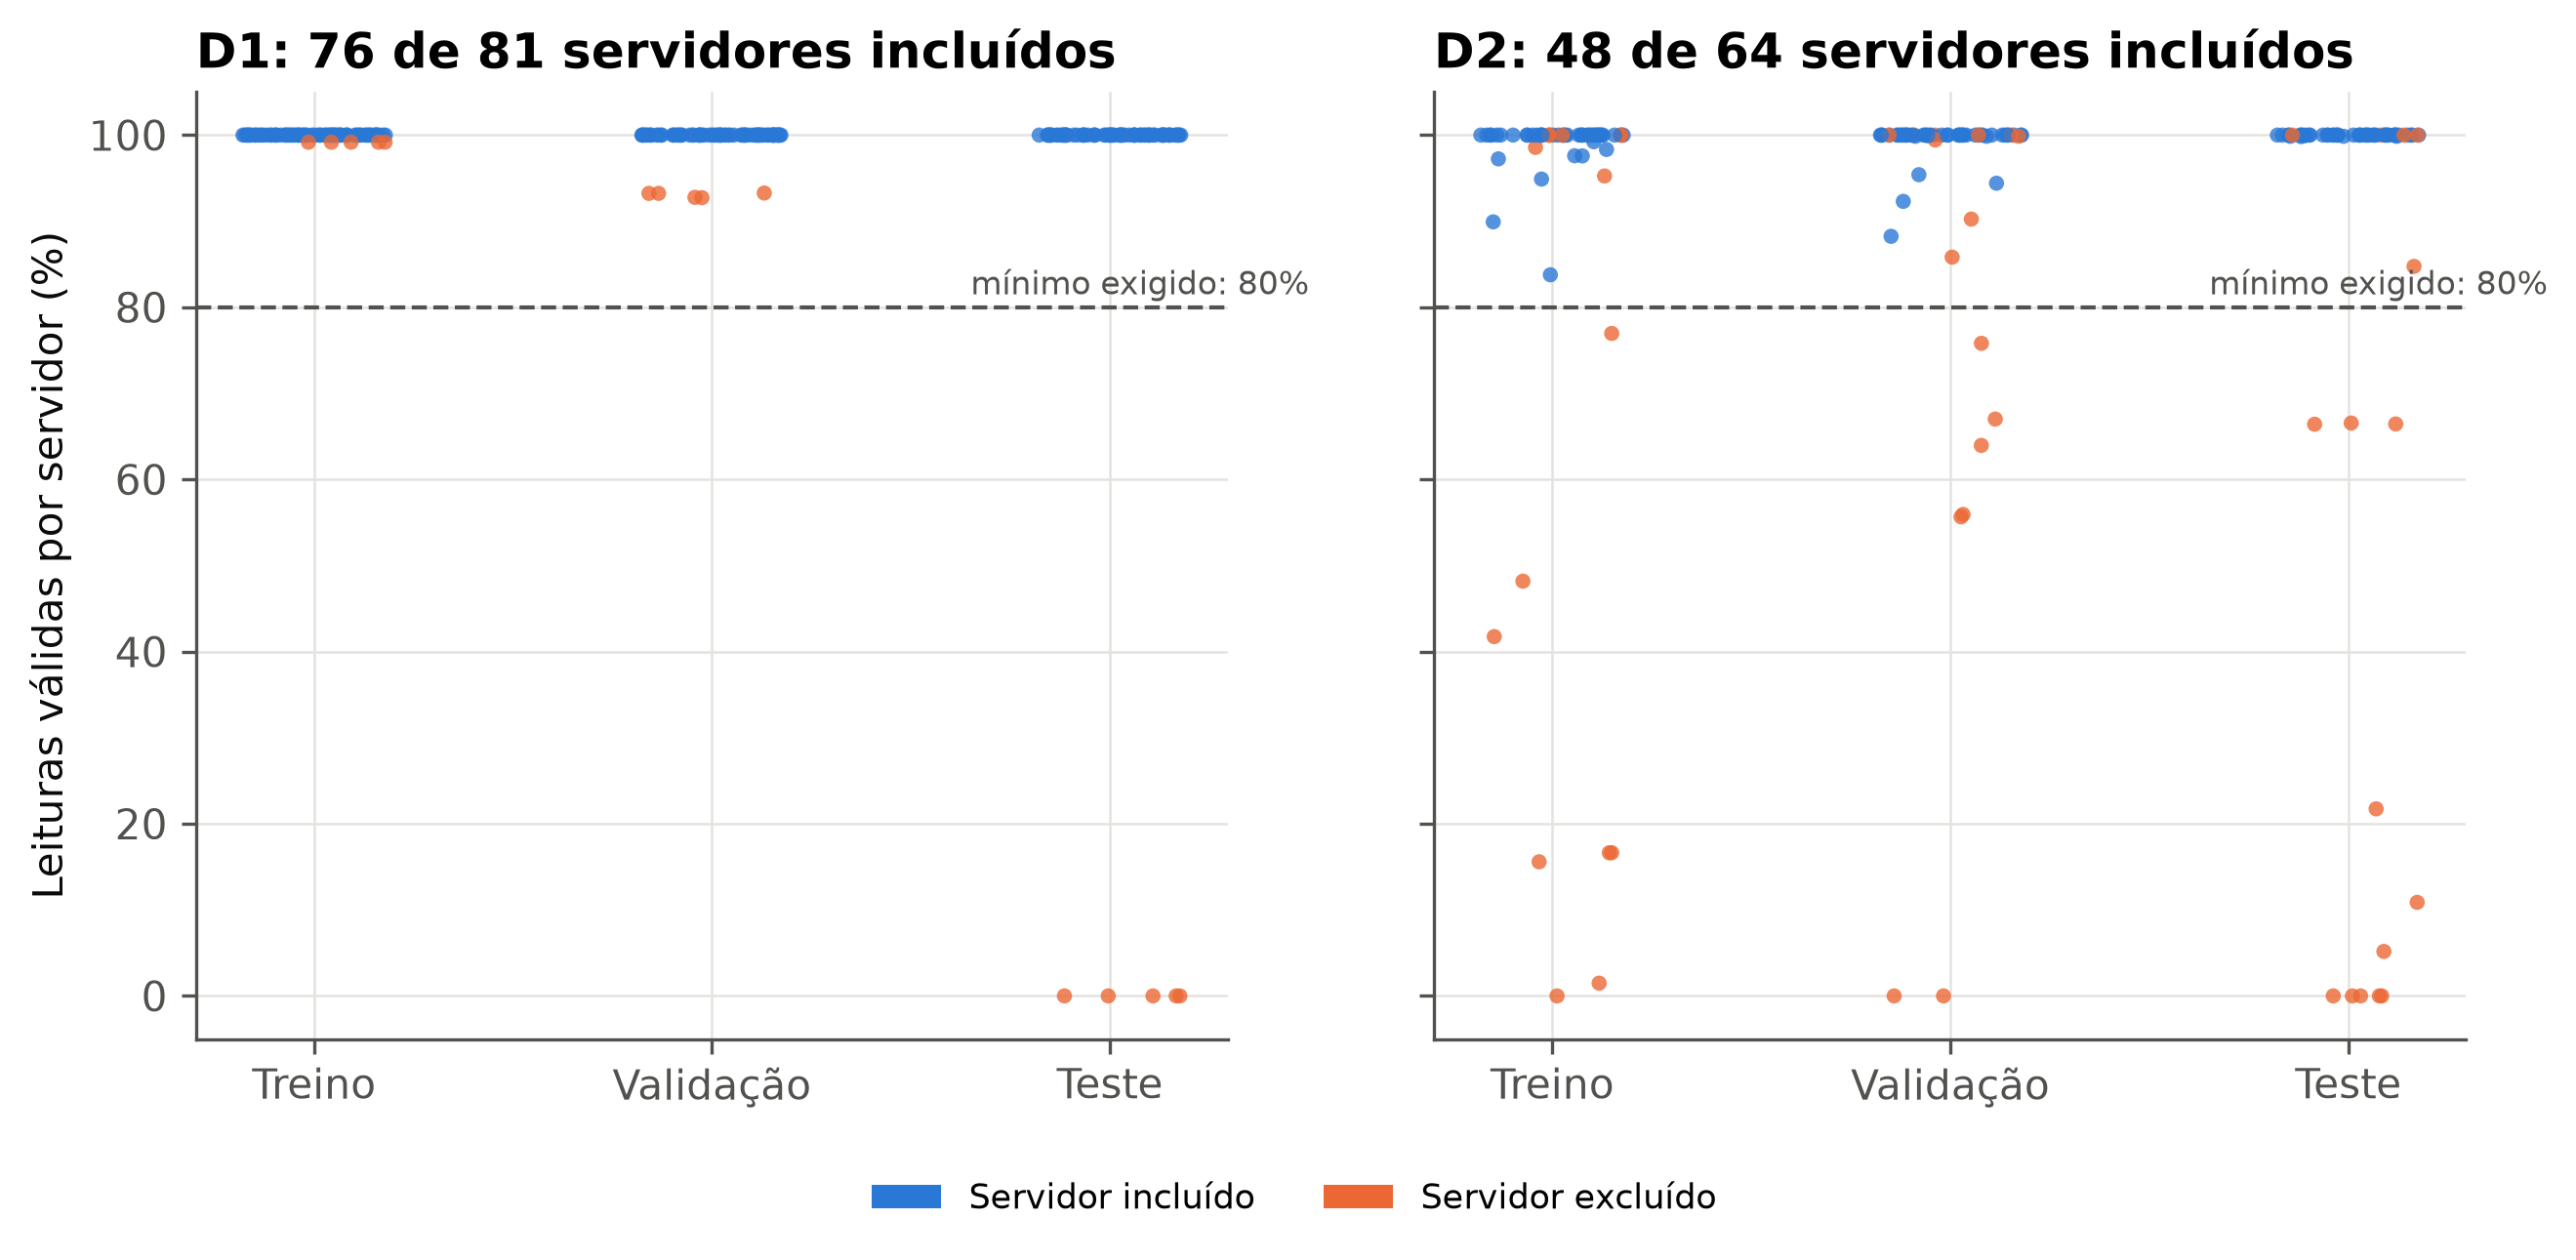 D1: 76 de 81 servidores incluídos
D2: 48 de 64 servidores incluídos
Leituras válidas por servidor (%)
100
80
60
40
20
0
mínimo exigido: 80%
mínimo exigido: 80%
Treino
Validação
Teste
Treino
Validação
Teste
Servidor incluído
Servidor excluído